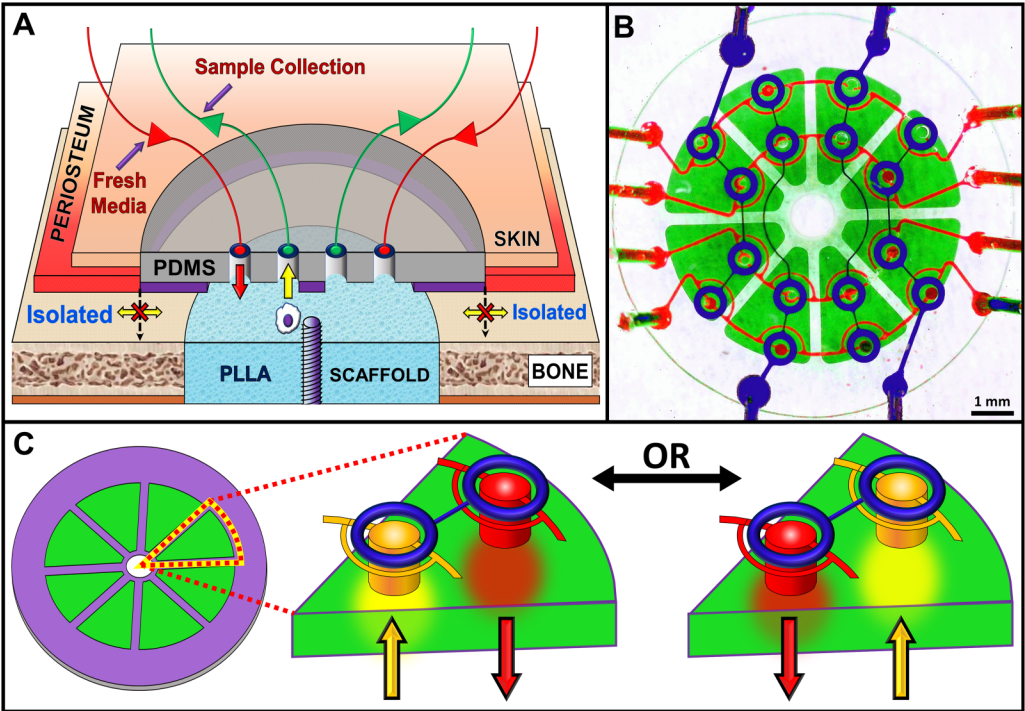 A
Sample Collection
Fresh
Media
PERIOSTEUM
SKIN
PDMS
Isolated
Isolated
PLLA
SCAFFOLD
BONE
B
1 mm
C
OR